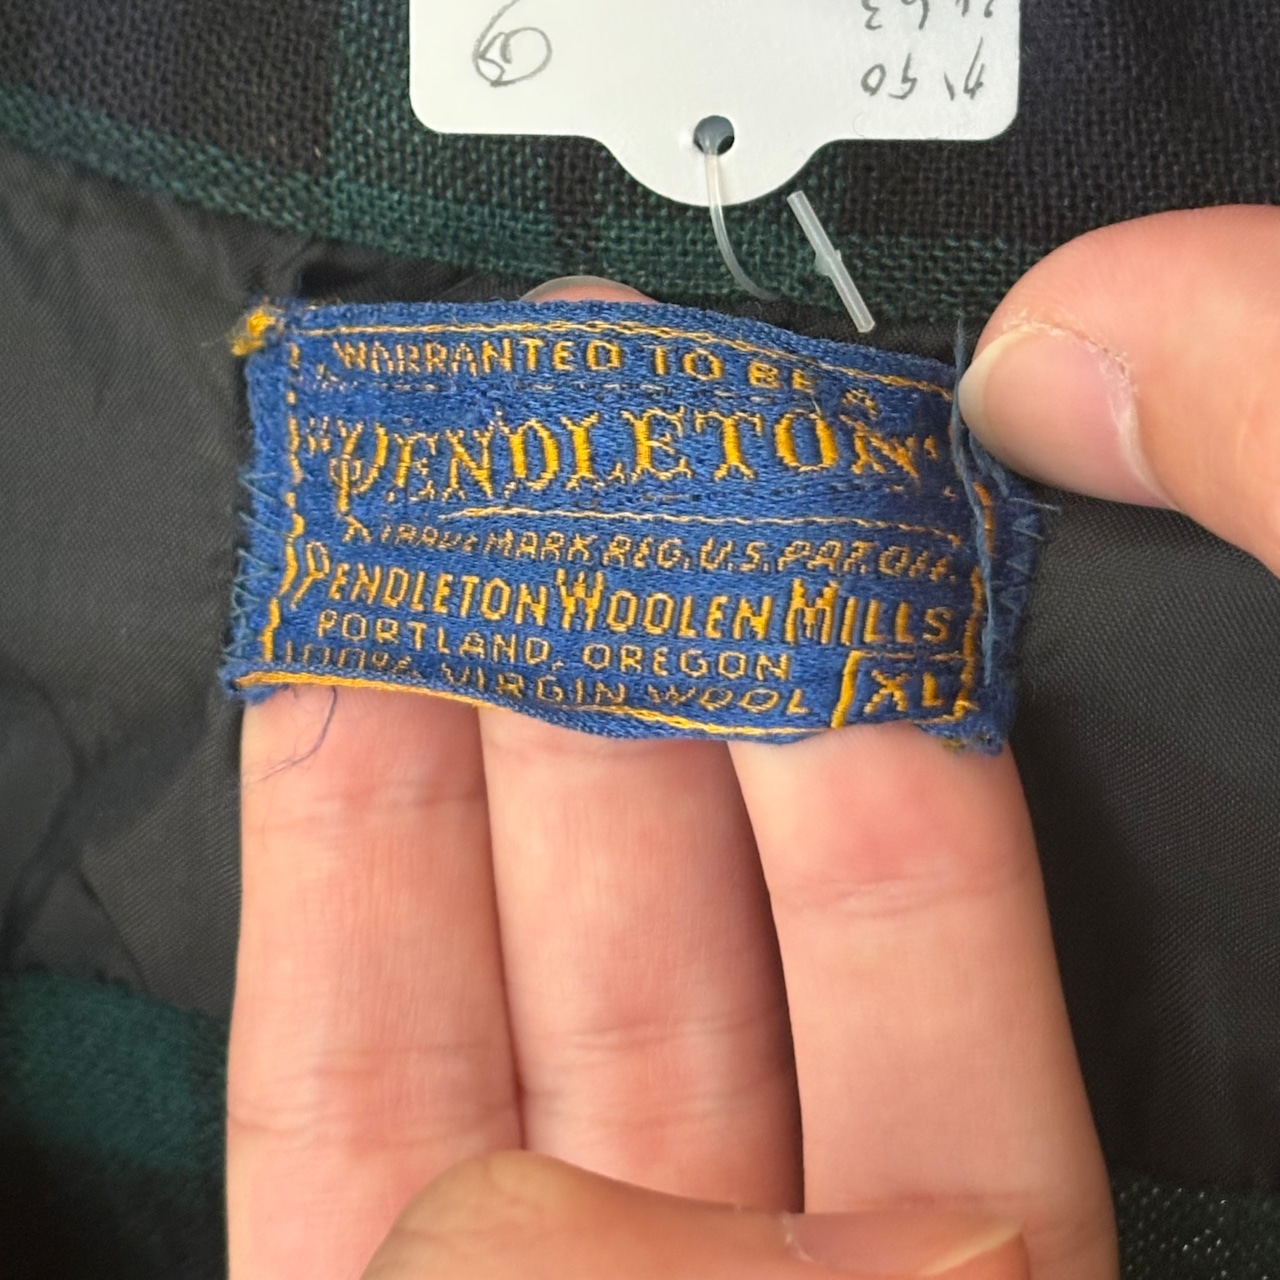 WARRANTED TO BE A
"PENDLETON"
TRADE MARK REG. U.S. PAT. OFF.
PENDLETON WOOLEN MILLS
PORTLAND, OREGON
100% VIRGIN WOOL XL